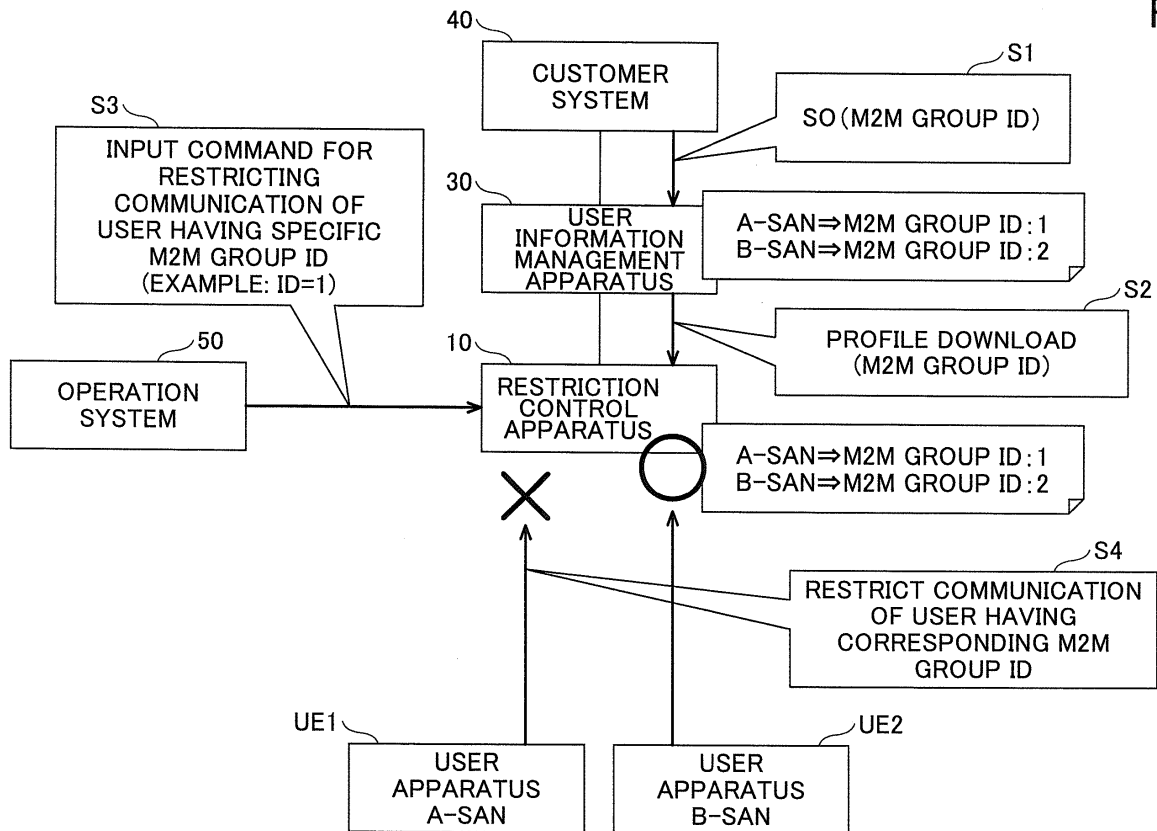 40
CUSTOMER
SYSTEM
S1
SO(M2M GROUP ID)
S3
INPUT COMMAND FOR
RESTRICTING
COMMUNICATION OF
USER HAVING SPECIFIC
M2M GROUP ID
(EXAMPLE: ID=1)
30
USER
INFORMATION
MANAGEMENT
APPARATUS
A-SAN⇒M2M GROUP ID:1
B-SAN⇒M2M GROUP ID:2
S2
PROFILE DOWNLOAD
(M2M GROUP ID)
50
OPERATION
SYSTEM
10
RESTRICTION
CONTROL
APPARATUS
A-SAN⇒M2M GROUP ID:1
B-SAN⇒M2M GROUP ID:2
S4
RESTRICT COMMUNICATION
OF USER HAVING
CORRESPONDING M2M
GROUP ID
UE1
USER
APPARATUS
A-SAN
UE2
USER
APPARATUS
B-SAN